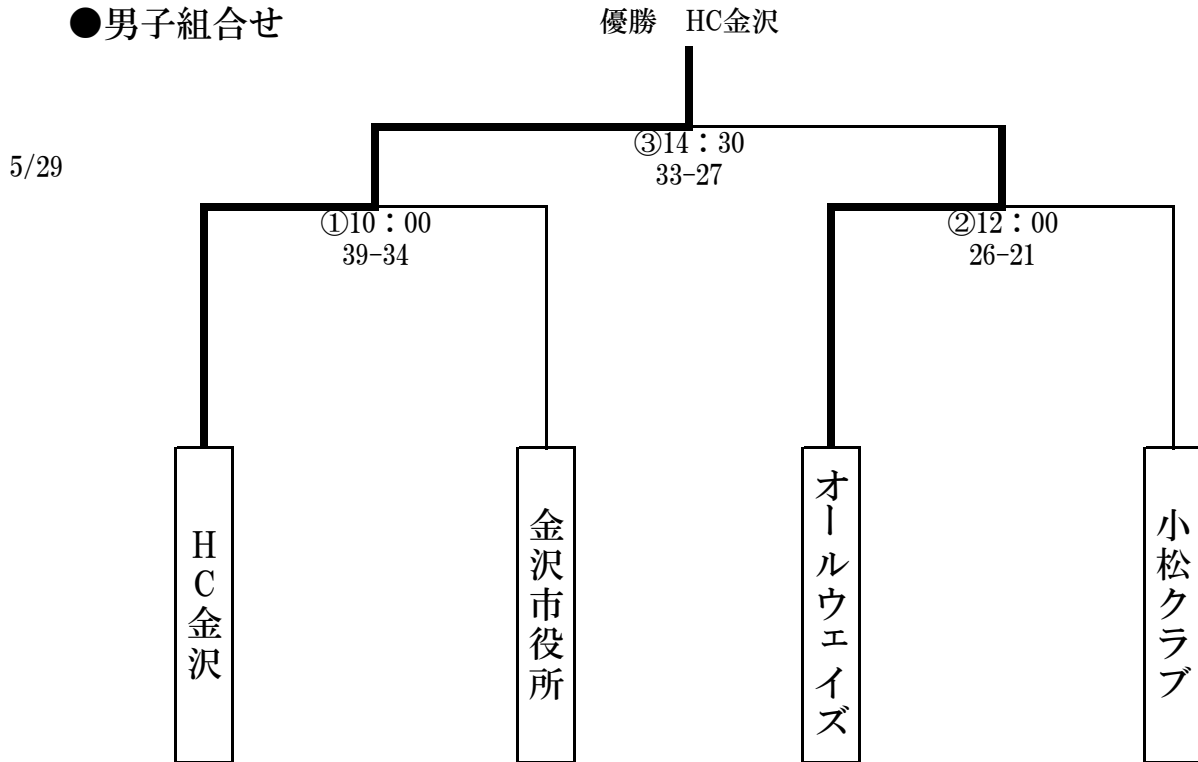 ●男子組合せ
優勝　HC金沢
5/29
③14：30
33-27
①10：00
39-34
②12：00
26-21
HC金沢
金沢市役所
オールウェイズ
小松クラブ